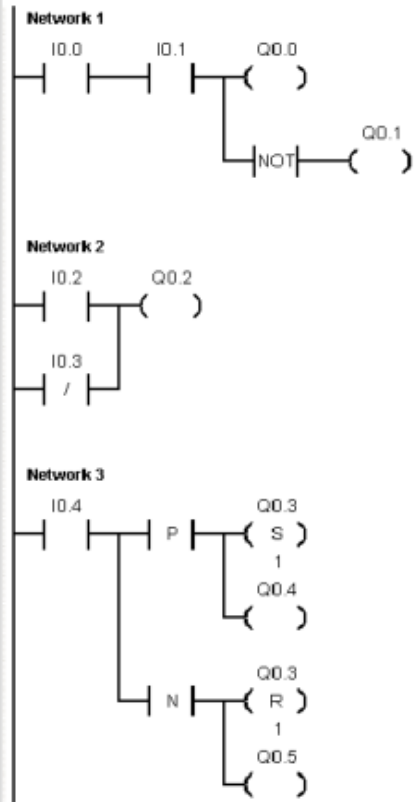 Network 1
I0.0 I0.1 Q0.0
Q0.1
NOT
Network 2
I0.2 Q0.2
I0.3
/
Network 3
I0.4 Q0.3
P S
1
Q0.4
Q0.3
N R
1
Q0.5